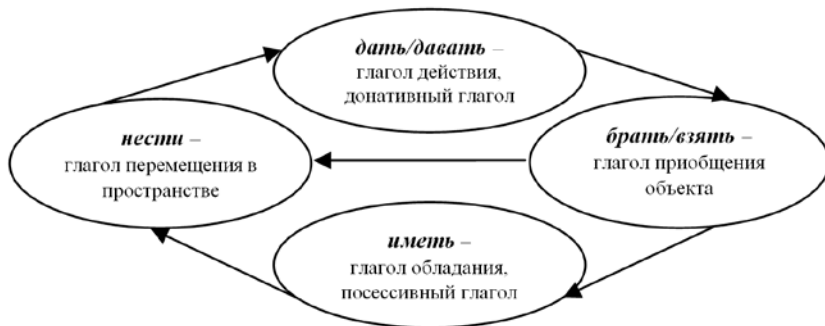 дать/давать –
глагол действия,
донативный глагол
нести –
глагол перемещения в
пространстве
брать/взять –
глагол приобщения
объекта
иметь –
глагол обладания,
посессивный глагол